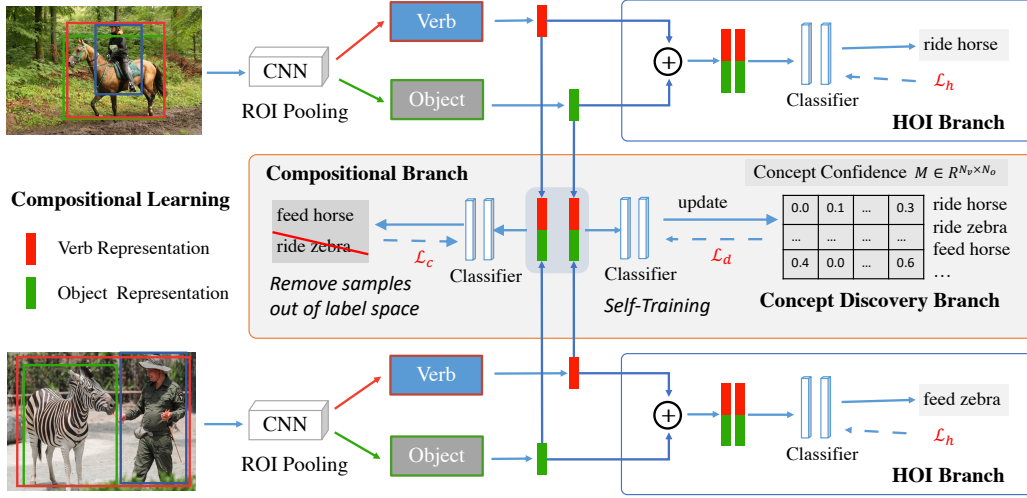 Verb
CNN
ROI Pooling
Object
+
Classifier
ride horse
ℒh
HOI Branch
Compositional Learning
Verb Representation
Object Representation
Compositional Branch
feed horse
ride zebra
ℒc
Classifier
Remove samples
out of label space
Classifier
update
ℒd
Self-Training
Concept Confidence M ∈ R^{N_v×N_o}
0.0 0.1 ... 0.3
... ... ... ...
0.4 0.0 ... 0.6
ride horse
ride zebra
feed horse
...
Concept Discovery Branch
Verb
CNN
ROI Pooling
Object
+
Classifier
feed zebra
ℒh
HOI Branch